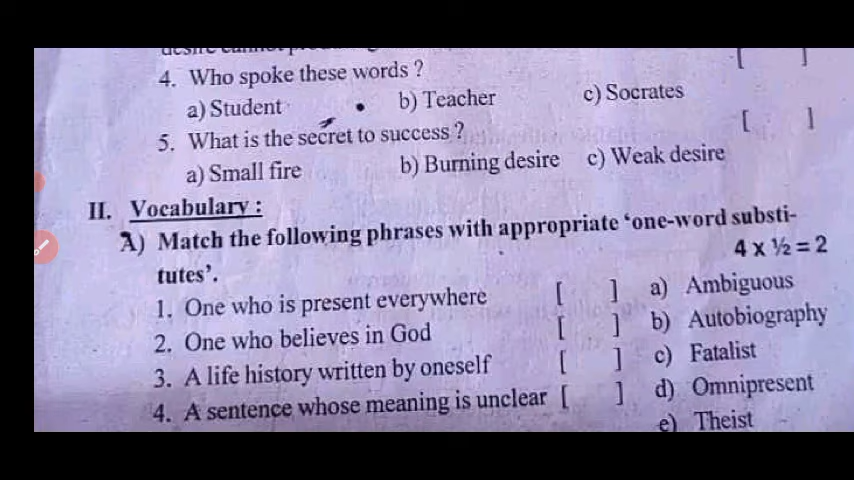 desire cannot
4. Who spoke these words ? [ ]
a) Student b) Teacher c) Socrates
5. What is the secret to success ? [ ]
a) Small fire b) Burning desire c) Weak desire
II. Vocabulary :
A) Match the following phrases with appropriate ‘one-word substi-
tutes’. 4 x ½ = 2
1. One who is present everywhere [ ] a) Ambiguous
2. One who believes in God [ ] b) Autobiography
3. A life history written by oneself [ ] c) Fatalist
4. A sentence whose meaning is unclear [ ] d) Omnipresent
e) Theist